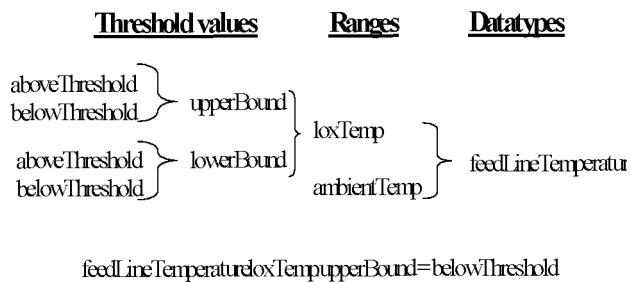 Threshold values Ranges Datatypes
aboveThreshold
belowThreshold
upperBound
aboveThreshold
belowThreshold
lowerBound
loxTemp
ambientTemp
feedLineTemperatur
feedLineTemperatureloxTempupperBound=belowThreshold